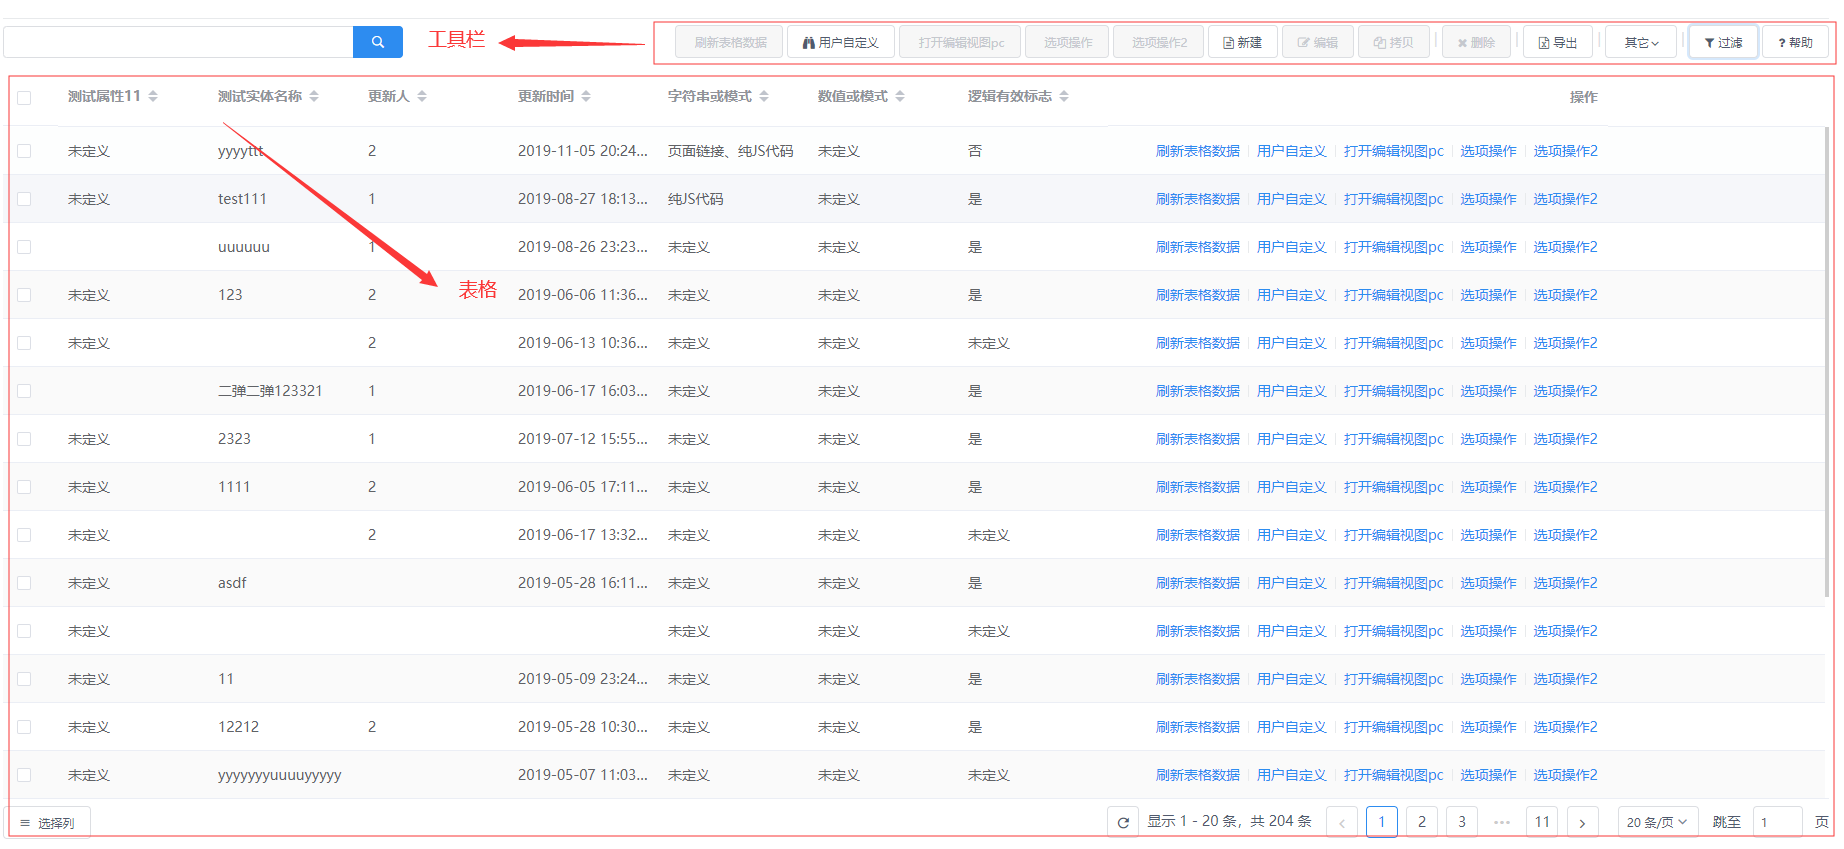 工具栏
刷新表格数据 用户自定义 打开编辑视图pc 选项操作 选项操作2 新建 编辑 拷贝 删除 导出 其它 过滤 ? 帮助
测试属性11 测试实体名称 更新人 更新时间 字符串或模式 数值或模式 逻辑有效标志 操作
未定义 yyyyttt 2 2019-11-05 20:24... 页面链接、纯JS代码 未定义 否 刷新表格数据 用户自定义 打开编辑视图pc 选项操作 选项操作2
未定义 test111 1 2019-08-27 18:13... 纯JS代码 未定义 是 刷新表格数据 用户自定义 打开编辑视图pc 选项操作 选项操作2
uuuuuu 1 2019-08-26 23:23... 未定义 未定义 是 刷新表格数据 用户自定义 打开编辑视图pc 选项操作 选项操作2
表格
未定义 123 2 2019-06-06 11:36... 未定义 未定义 是 刷新表格数据 用户自定义 打开编辑视图pc 选项操作 选项操作2
未定义 2 2019-06-13 10:36... 未定义 未定义 未定义 刷新表格数据 用户自定义 打开编辑视图pc 选项操作 选项操作2
二弹二弹123321 1 2019-06-17 16:03... 未定义 未定义 是 刷新表格数据 用户自定义 打开编辑视图pc 选项操作 选项操作2
未定义 2323 1 2019-07-12 15:55... 未定义 未定义 是 刷新表格数据 用户自定义 打开编辑视图pc 选项操作 选项操作2
未定义 1111 2 2019-06-05 17:11... 未定义 未定义 是 刷新表格数据 用户自定义 打开编辑视图pc 选项操作 选项操作2
2 2019-06-17 13:32... 未定义 未定义 未定义 刷新表格数据 用户自定义 打开编辑视图pc 选项操作 选项操作2
未定义 asdf 2019-05-28 16:11... 未定义 未定义 是 刷新表格数据 用户自定义 打开编辑视图pc 选项操作 选项操作2
未定义 未定义 未定义 未定义 刷新表格数据 用户自定义 打开编辑视图pc 选项操作 选项操作2
未定义 11 2019-05-09 23:24... 未定义 未定义 是 刷新表格数据 用户自定义 打开编辑视图pc 选项操作 选项操作2
未定义 12212 2 2019-05-28 10:30... 未定义 未定义 是 刷新表格数据 用户自定义 打开编辑视图pc 选项操作 选项操作2
未定义 yyyyyyyuuuuyyyyy 2019-05-07 11:03... 未定义 未定义 未定义 刷新表格数据 用户自定义 打开编辑视图pc 选项操作 选项操作2
选择列 显示 1 - 20 条，共 204 条 < 1 2 3 ••• 11 > 20 条/页 跳至 1 页